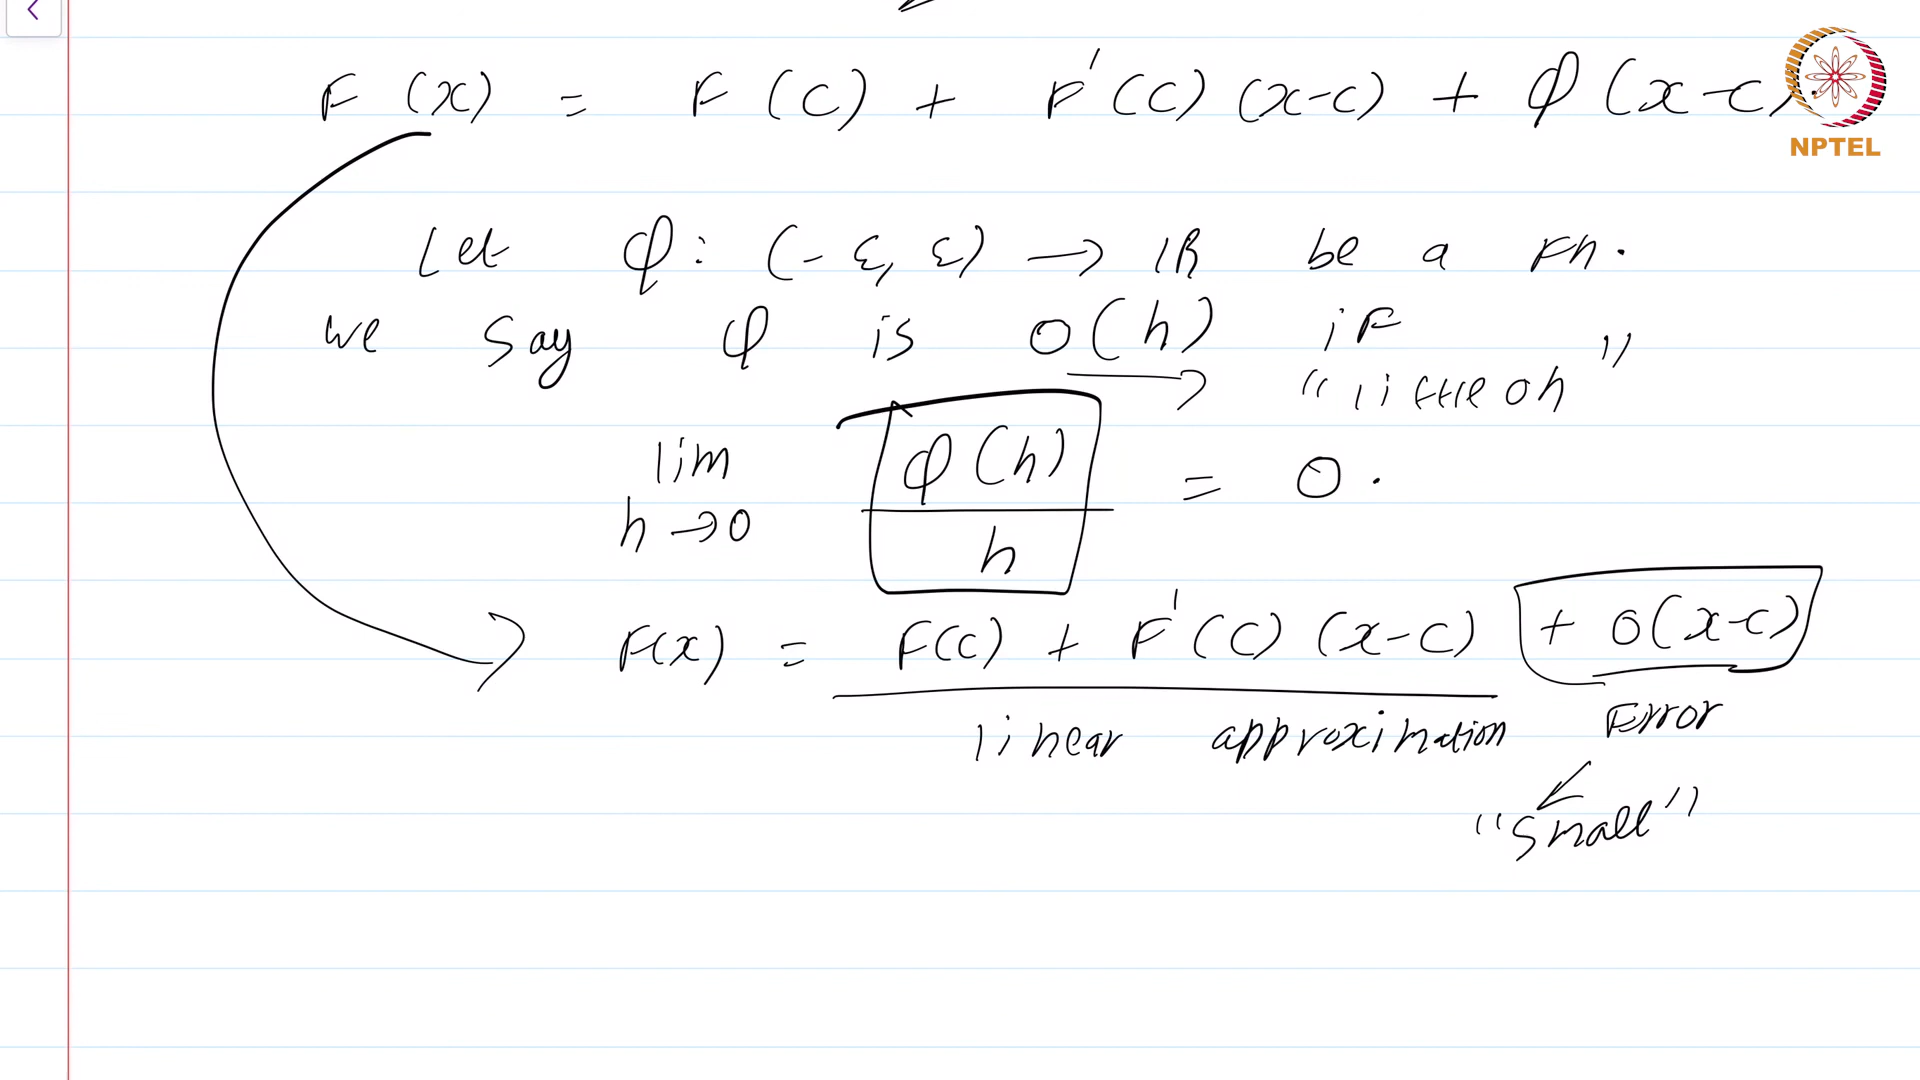 F(x) = F(c) + F'(c)(x-c) + φ(x-c).
NPTEL
Let φ: (-ε, ε) → ℝ be a Fn.
we say φ is o(h) if
"little oh"
lim h→0 φ(h)/h = 0.
F(x) = F(c) + F'(c)(x-c) + o(x-c)
linear approximation Error
"small"